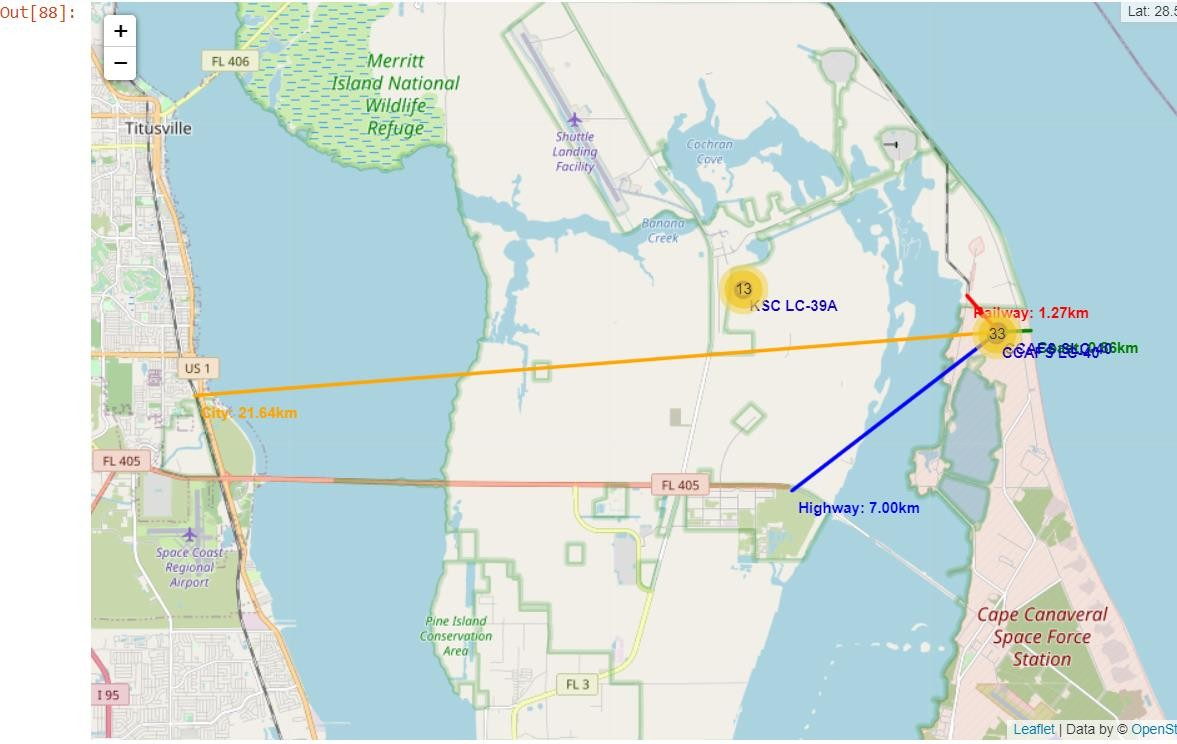 Out[88]:
+
−
Lat: 28.5
FL 406
Merritt
Island National
Wildlife
Refuge
Titusville
Shuttle
Landing
Facility
Cochran
Cove
Banana
Creek
13
KSC LC-39A
Railway: 1.27km
33
CCAFS LC-40
US 1
City: 21.64km
FL 405
FL 405
Highway: 7.00km
Space Coast
Regional
Airport
Pine Island
Conservation
Area
Cape Canaveral
Space Force
Station
FL 3
I 95
Leaflet | Data by © OpenSt